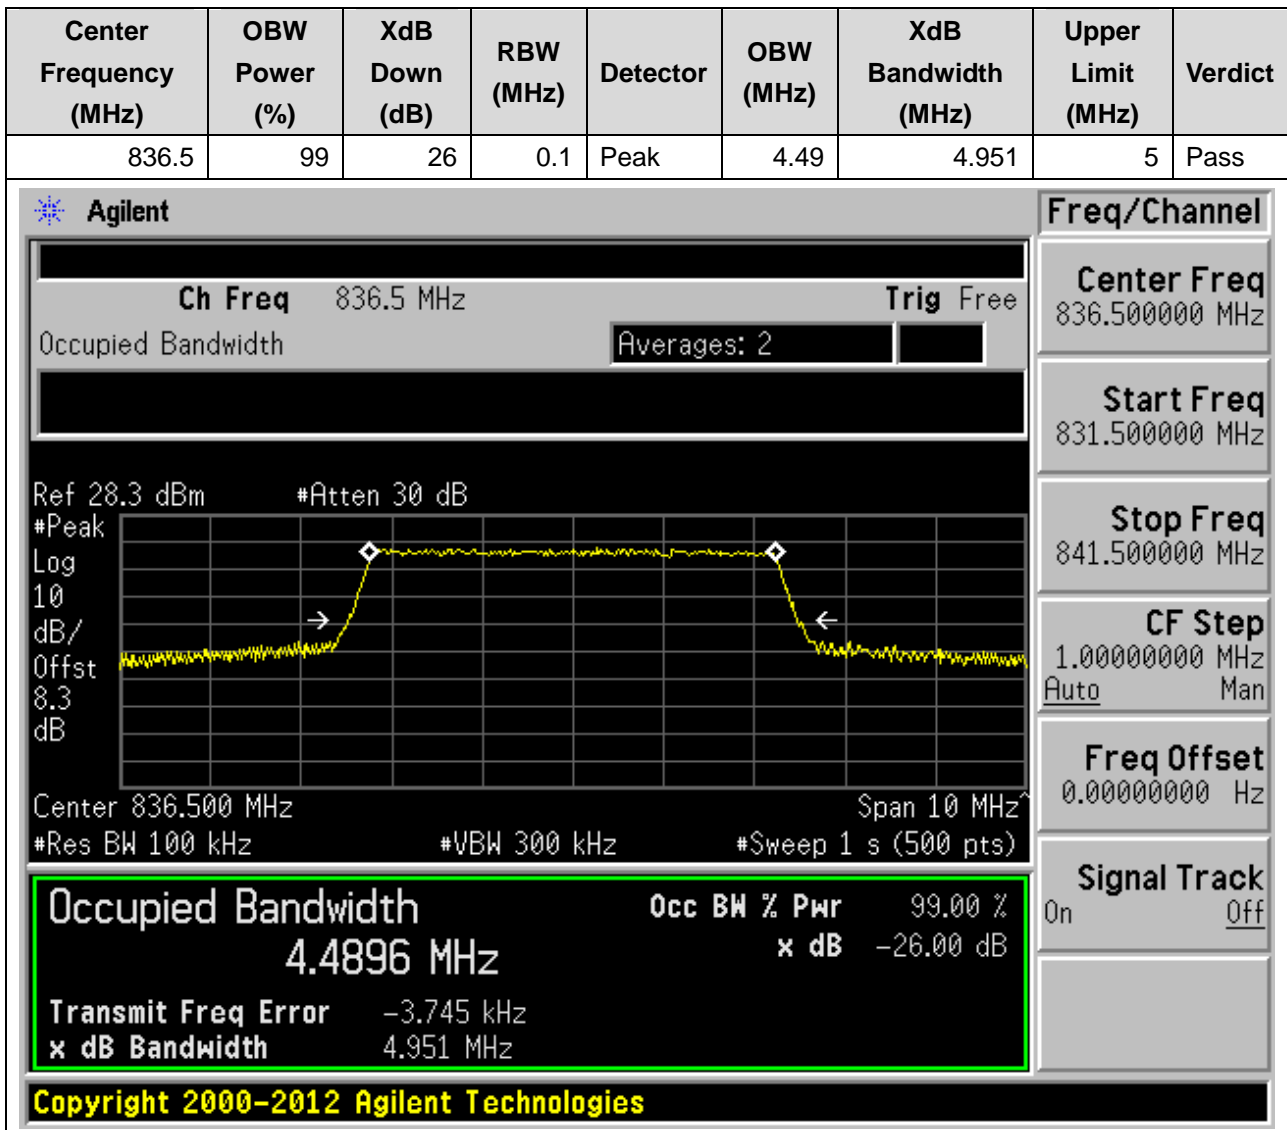 Center Frequency (MHz) OBW Power (%) XdB Down (dB) RBW (MHz) Detector OBW (MHz) XdB Bandwidth (MHz) Upper Limit (MHz) Verdict
836.5 99 26 0.1 Peak 4.49 4.951 5 Pass
Agilent
Freq/Channel
Ch Freq 836.5 MHz Trig Free
Occupied Bandwidth Averages: 2
Center Freq
836.500000 MHz
Start Freq
831.500000 MHz
Stop Freq
841.500000 MHz
CF Step
1.00000000 MHz
Auto Man
Freq Offset
0.00000000 Hz
Signal Track
On Off
Ref 28.3 dBm #Atten 30 dB
#Peak
Log
10
dB/
Offst
8.3
dB
Center 836.500 MHz Span 10 MHz^
#Res BW 100 kHz #VBW 300 kHz #Sweep 1 s (500 pts)
Occupied Bandwidth Occ BW % Pwr 99.00 %
4.4896 MHz x dB -26.00 dB
Transmit Freq Error -3.745 kHz
x dB Bandwidth 4.951 MHz
Copyright 2000-2012 Agilent Technologies